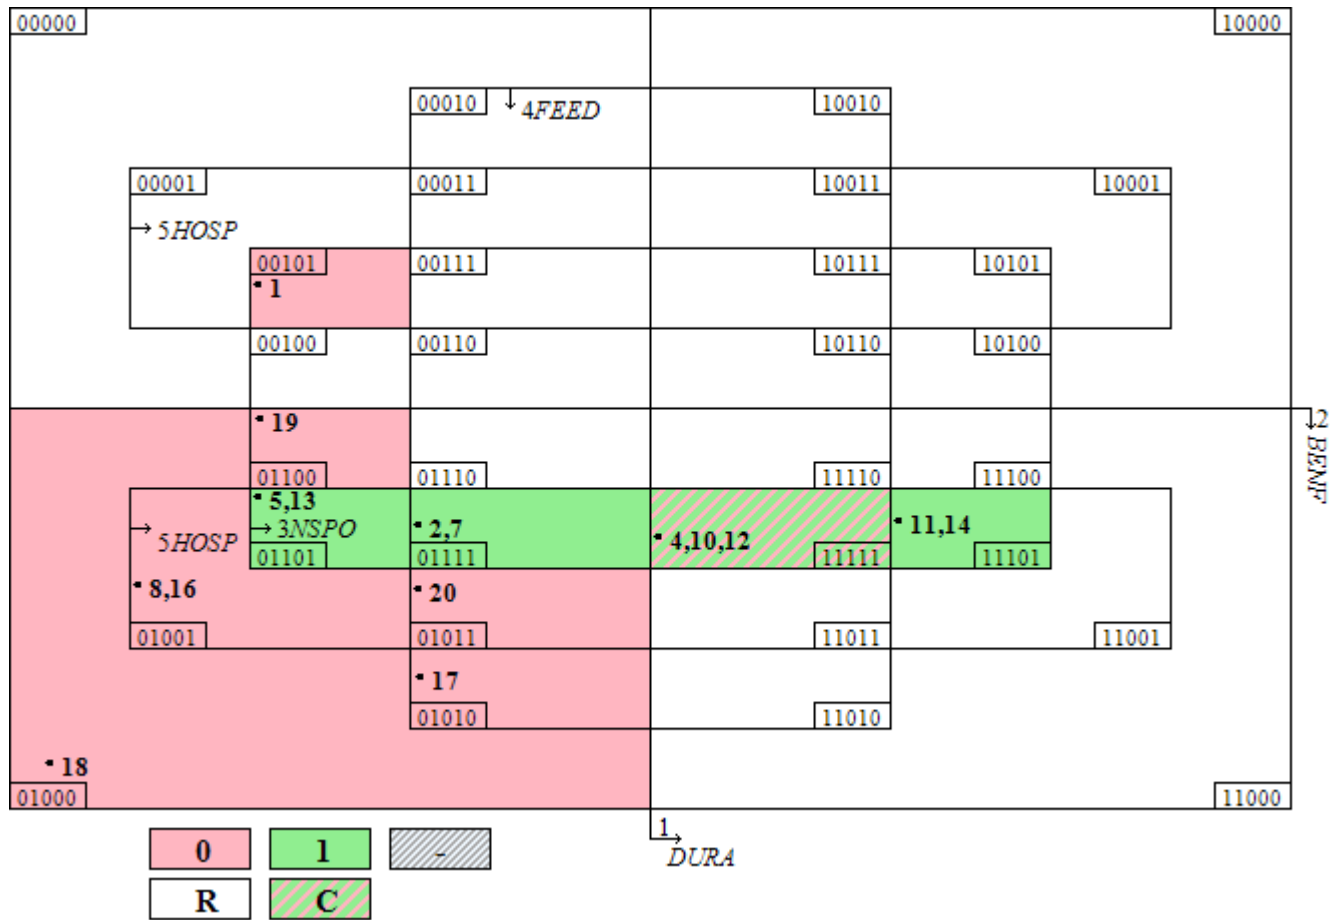 00000 10000
00010 4FEED 10010
00001 00011 10011 10001
5HOSP
00101 00111 10111 10101
1
00100 00110 10110 10100
19 2
BENF
01100 01110 11110 11100
5,13
5HOSP 3NSPO 2,7 4,10,12 11,14
01101 01111 11111 11101
8,16 20
01001 01011 11011 11001
17
01010 11010
18
01000 11000
1
DURA
0 1 -
R C